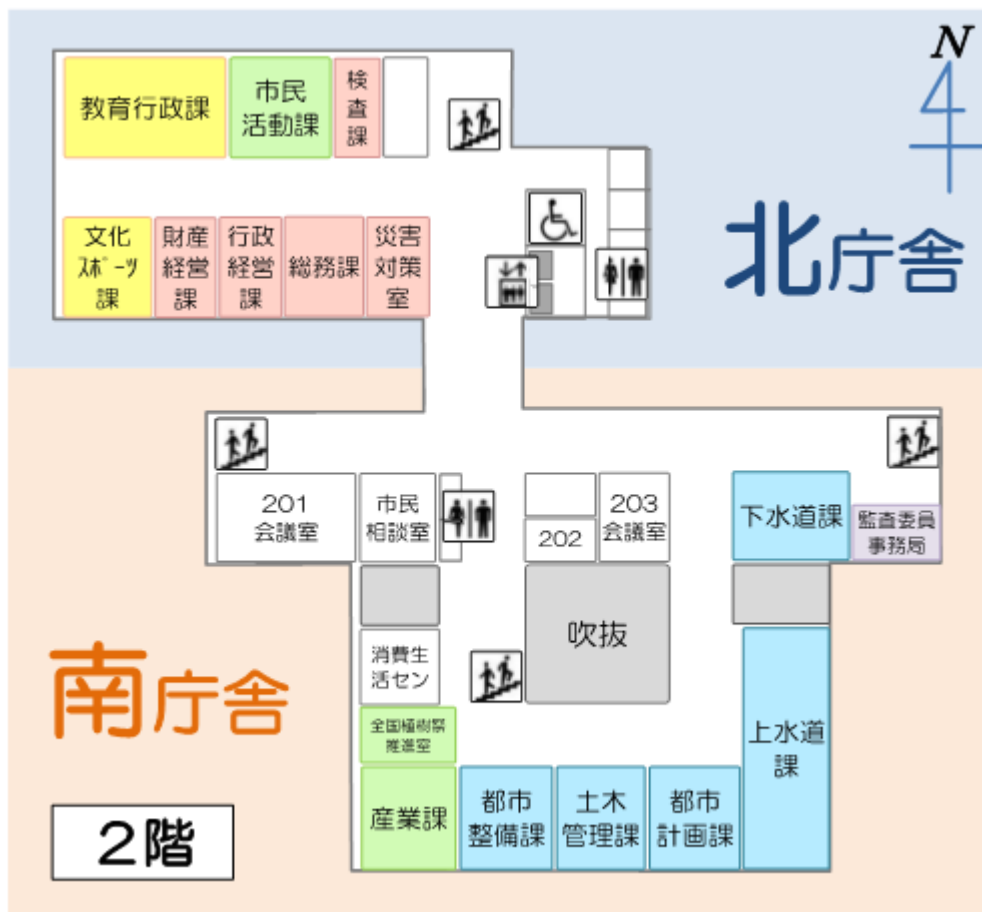 N
教育行政課
市民
活動課
検
査
課
文化
スポーツ
課
財産
経営
課
行政
経営
課
総務課
災害
対策
室
北庁舎
201
会議室
市民
相談室
202
203
会議室
下水道課
監査委員
事務局
吹抜
消費生
活セン
南庁舎
全国植樹祭
推進室
上水道
課
産業課
都市
整備課
土木
管理課
都市
計画課
2階